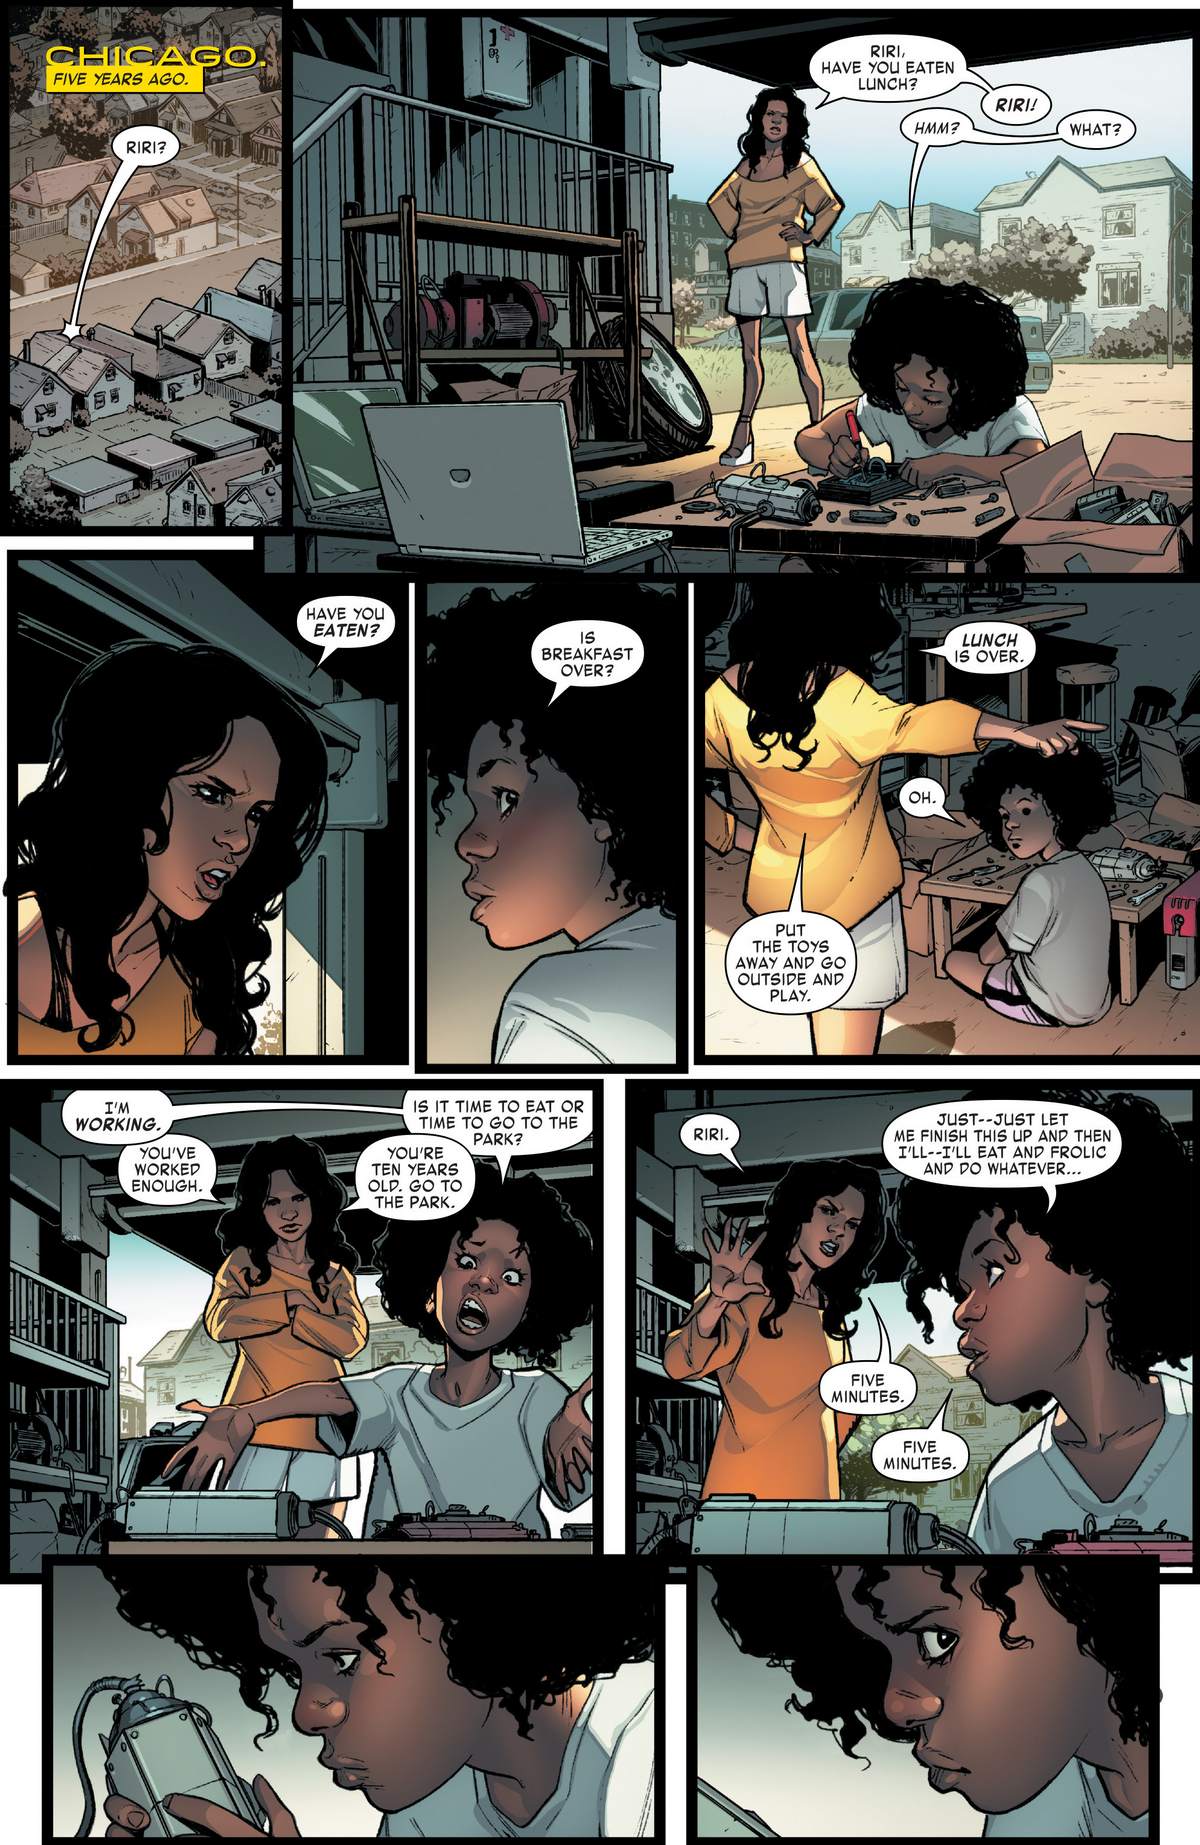 CHICAGO.
FIVE YEARS AGO.
RIRI?
RIRI,
HAVE YOU EATEN
LUNCH?
RIRI!
HMM?
WHAT?
HAVE YOU
EATEN?
IS
BREAKFAST
OVER?
LUNCH
IS OVER.
OH.
PUT
THE TOYS
AWAY AND GO
OUTSIDE AND
PLAY.
I'M
WORKING.
IS IT TIME TO EAT OR
TIME TO GO TO THE
PARK?
YOU'VE
WORKED
ENOUGH.
YOU'RE
TEN YEARS
OLD. GO TO
THE PARK.
RIRI.
JUST--JUST LET
ME FINISH THIS UP AND THEN
I'LL--I'LL EAT AND FROLIC
AND DO WHATEVER...
FIVE
MINUTES.
FIVE
MINUTES.